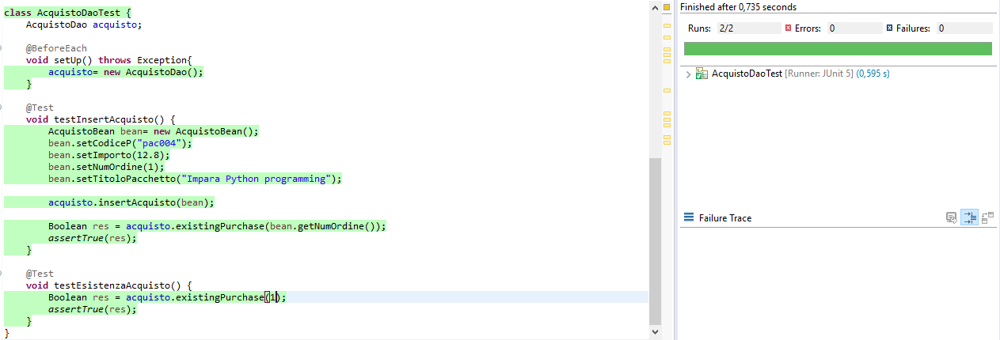 class AcquistoDaoTest {
    AcquistoDao acquisto;

    @BeforeEach
    void setUp() throws Exception{
        acquisto= new AcquistoDao();
    }

    @Test
    void testInsertAcquisto() {
        AcquistoBean bean= new AcquistoBean();
        bean.setCodiceP("pac004");
        bean.setImporto(12.8);
        bean.setNumOrdine(1);
        bean.setTitoloPacchetto("Impara Python programming");

        acquisto.insertAcquisto(bean);

        Boolean res = acquisto.existingPurchase(bean.getNumOrdine());
        assertTrue(res);
    }

    @Test
    void testEsistenzaAcquisto() {
        Boolean res = acquisto.existingPurchase(1);
        assertTrue(res);
    }
}
Finished after 0,735 seconds
Runs: 2/2 Errors: 0 Failures: 0
AcquistoDaoTest [Runner: JUnit 5] (0,595 s)
Failure Trace